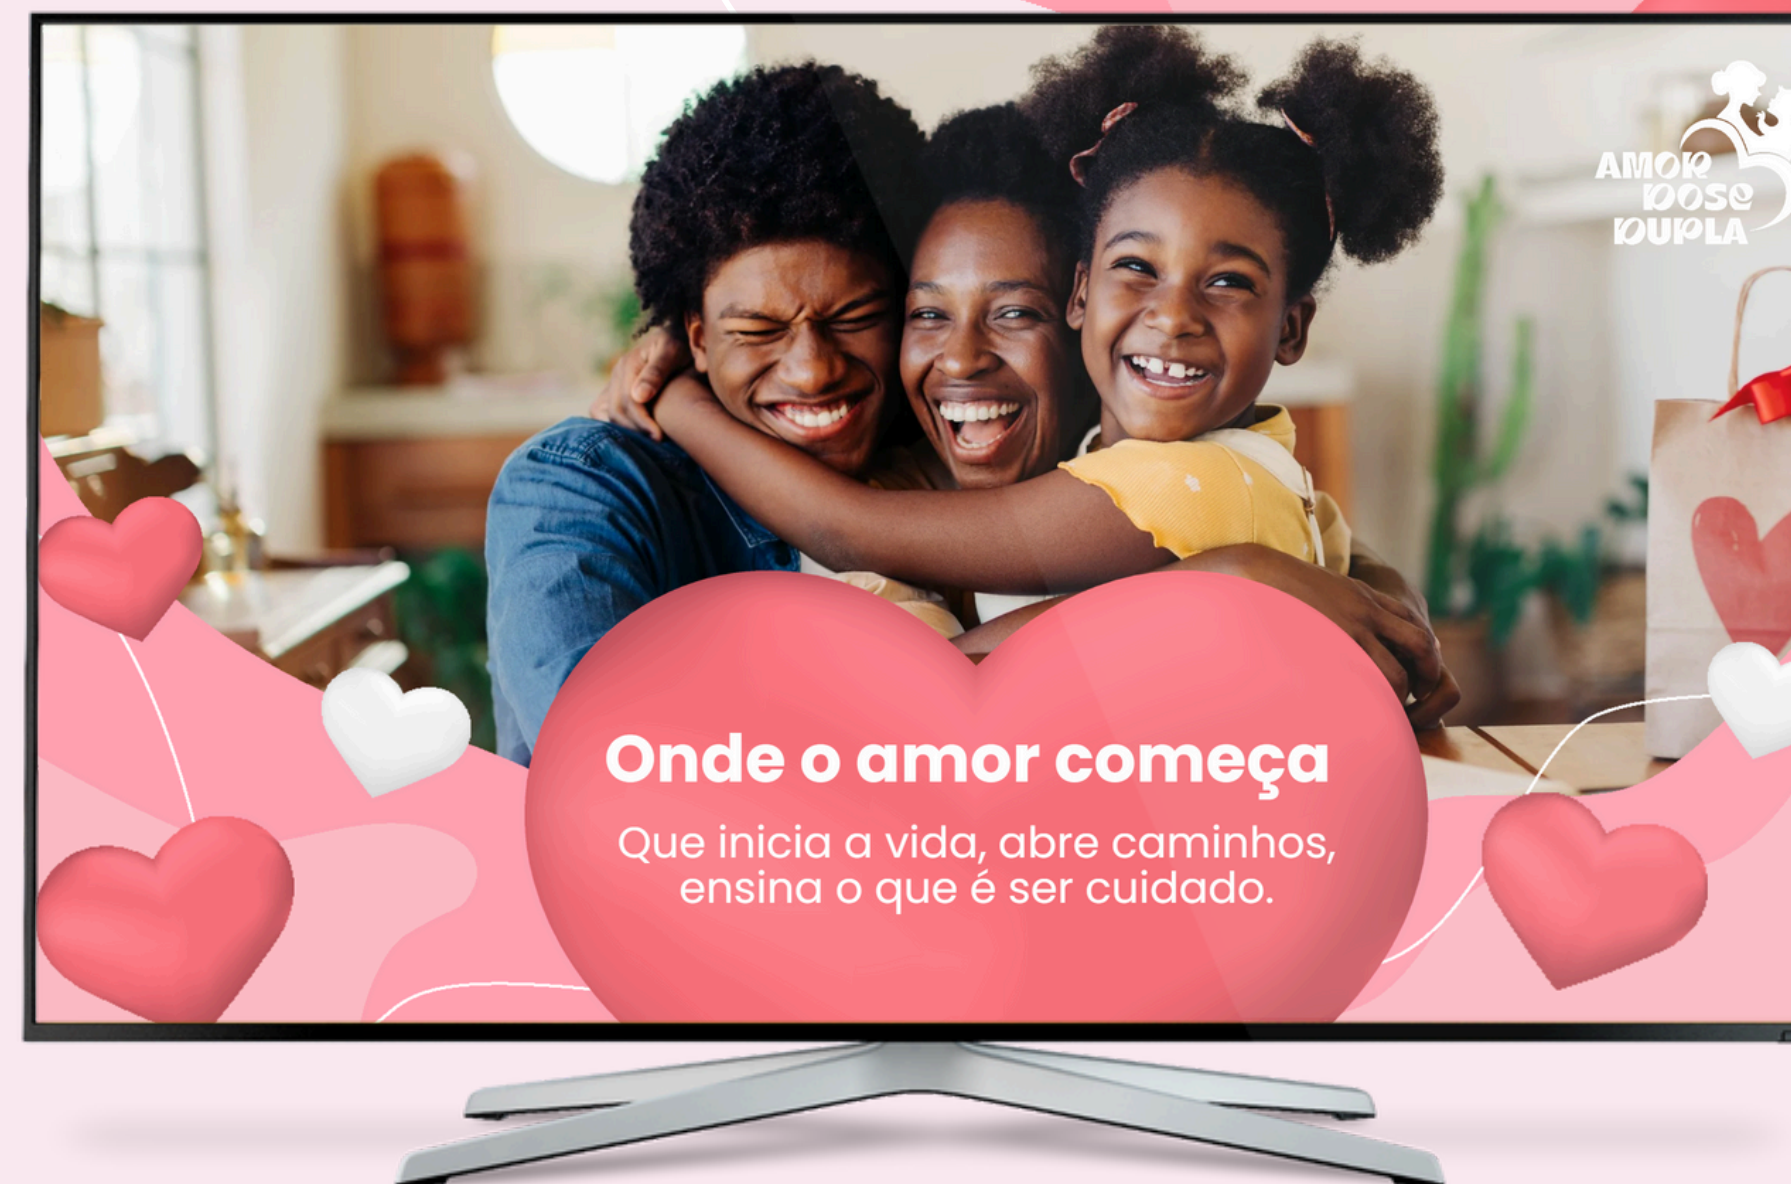 AMOR
DOSE
DUPLA
Onde o amor começa
Que inicia a vida, abre caminhos,
ensina o que é ser cuidado.